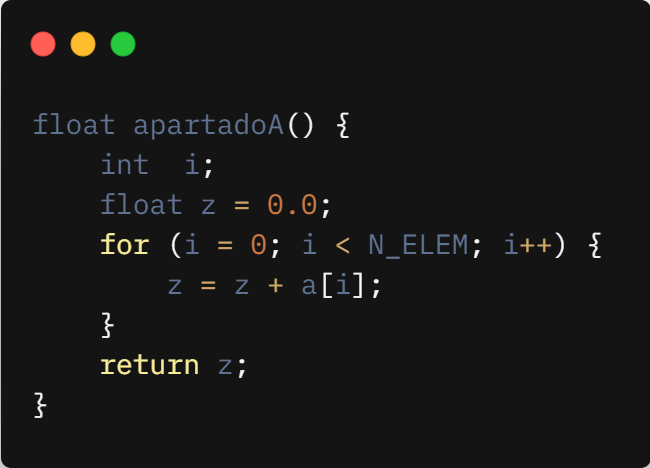 float apartadoA() {
    int  i;
    float z = 0.0;
    for (i = 0; i < N_ELEM; i++) {
        z = z + a[i];
    }
    return z;
}